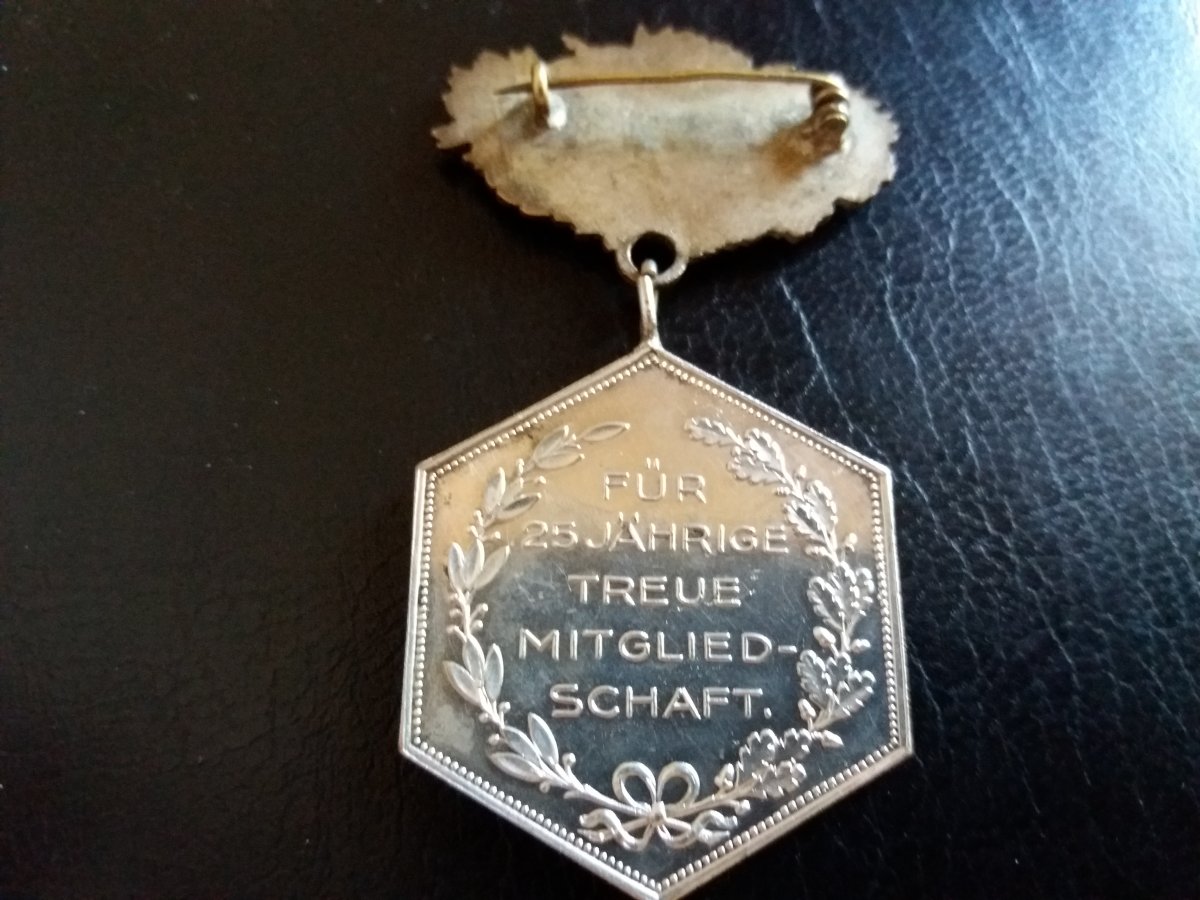 FÜR
25 JÄHRIGE
TREUE
MITGLIED-
SCHAFT.